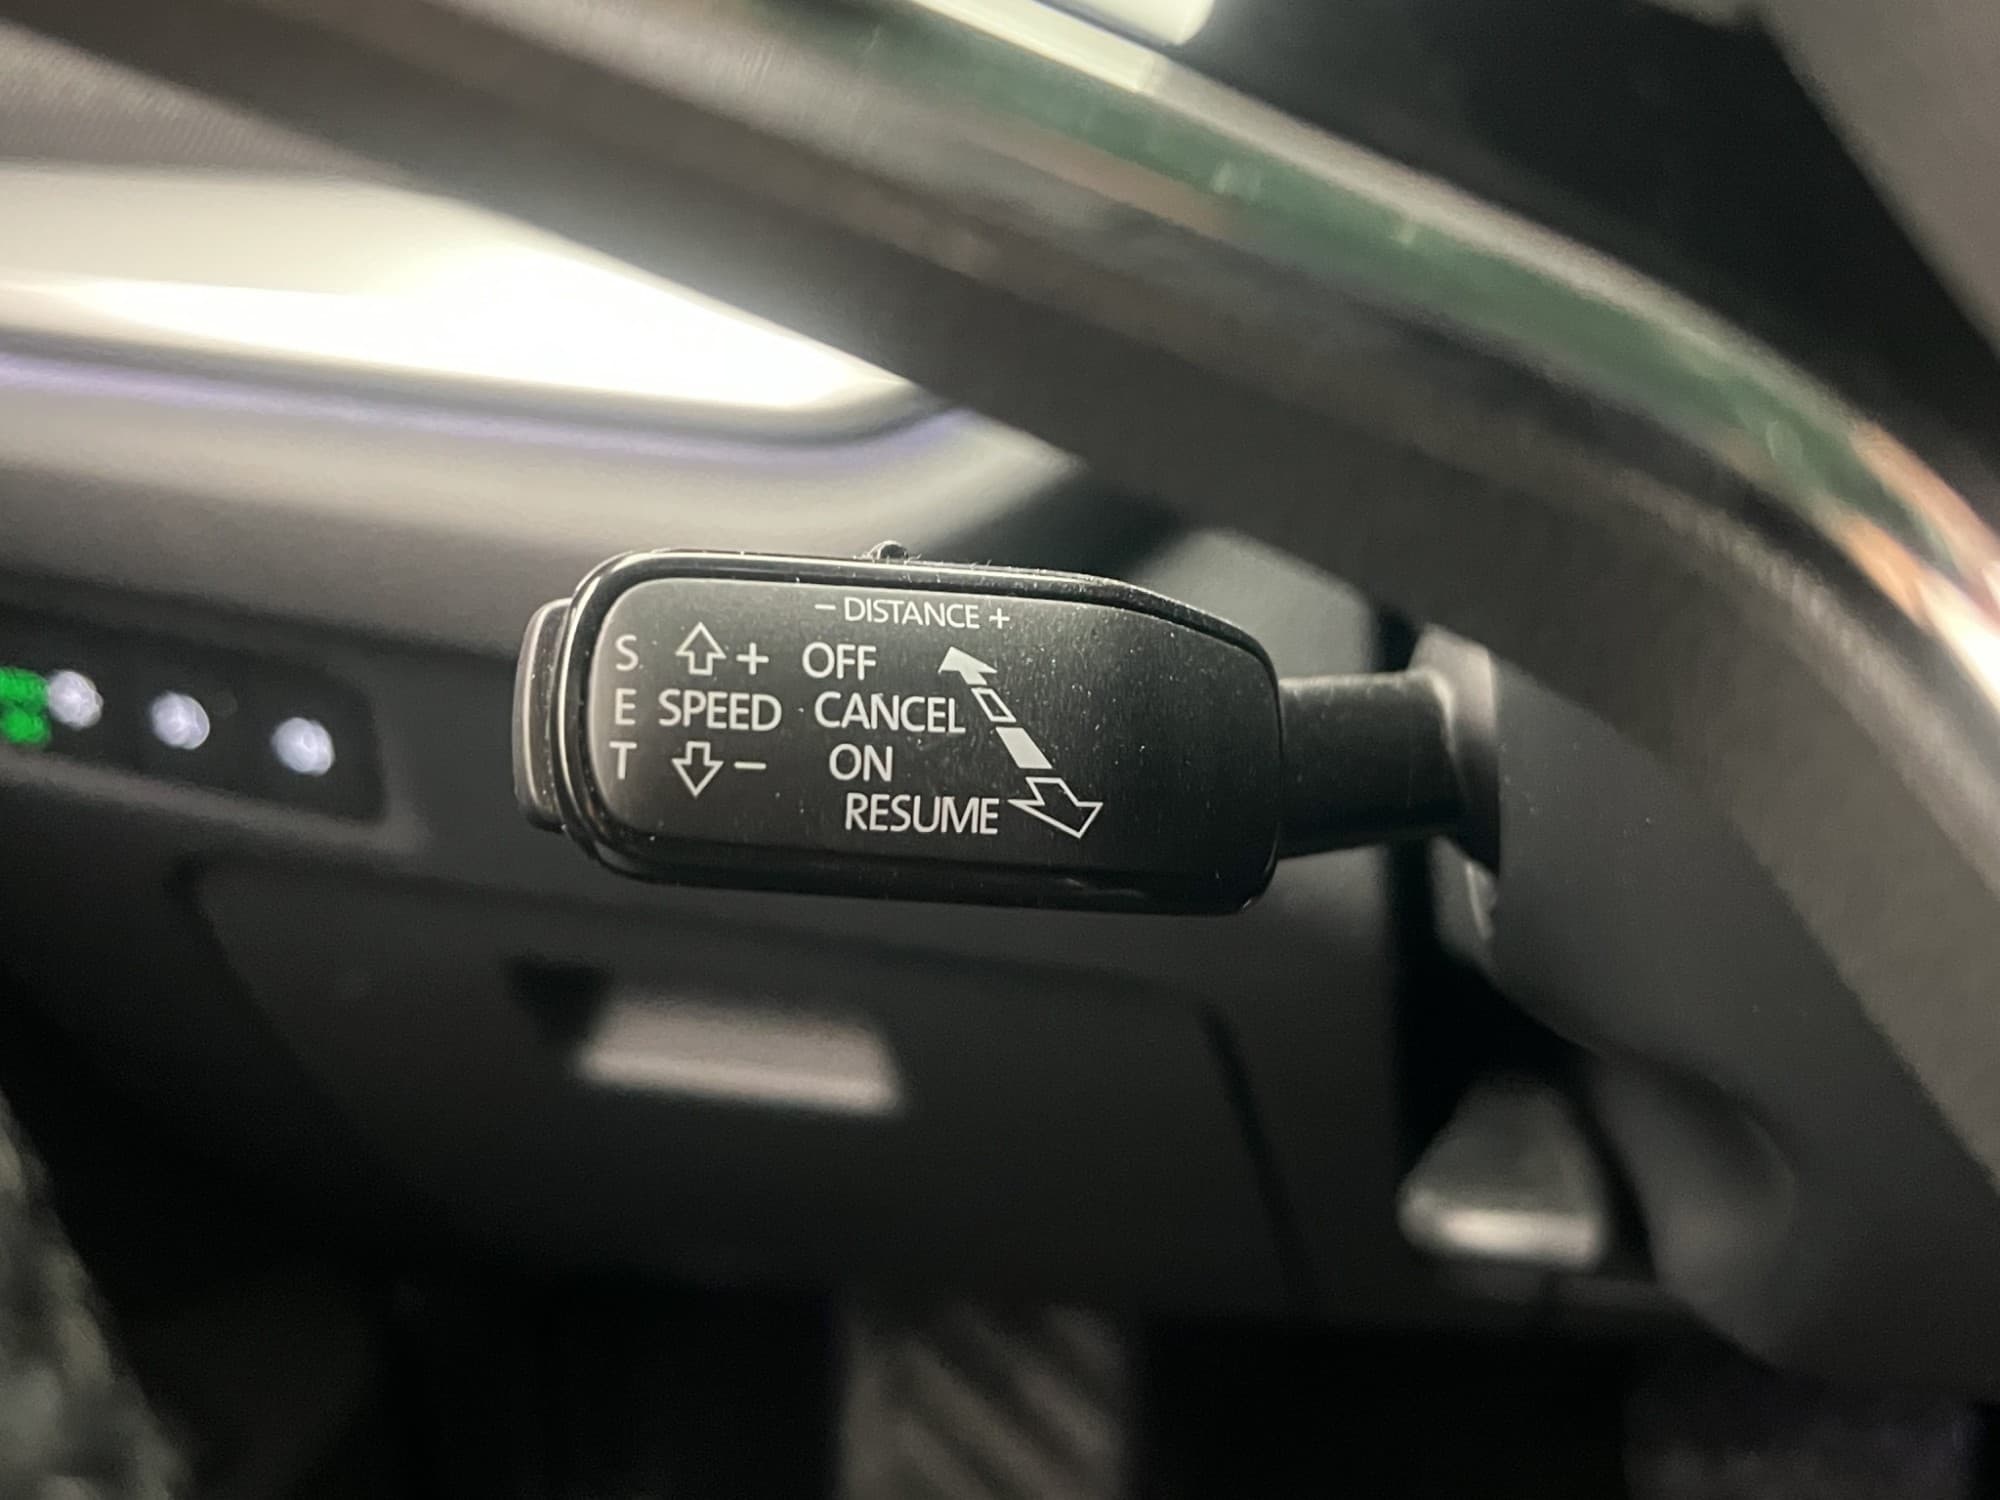 − DISTANCE +
S + OFF
E SPEED CANCEL
T − ON
RESUME